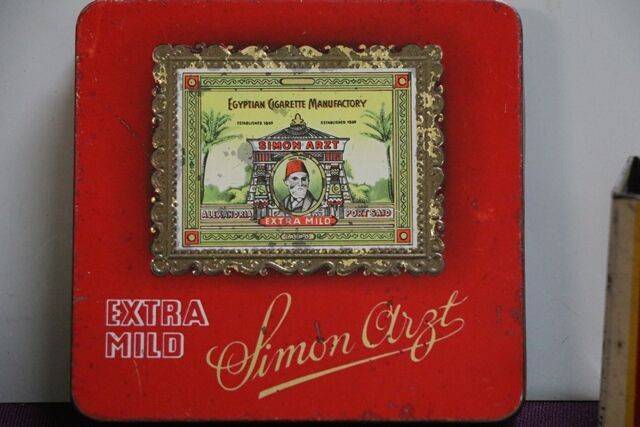 EGYPTIAN CIGARETTE MANUFACTORY
ESTABLISHED 1869 ESTABLISHED 1869
SIMON ARZT
ALEXANDRIA PORT SAID
EXTRA MILD
EXTRA
MILD
Simon Arzt